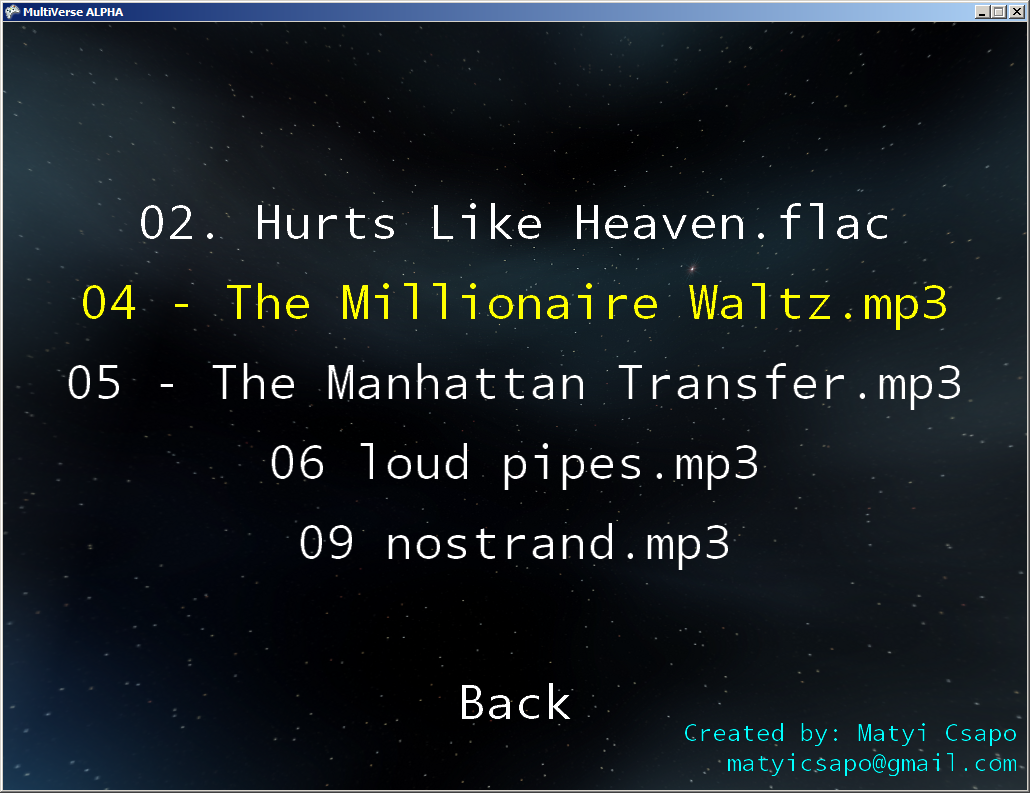 MultiVerse ALPHA
02. Hurts Like Heaven.flac
04 - The Millionaire Waltz.mp3
05 - The Manhattan Transfer.mp3
06 loud pipes.mp3
09 nostrand.mp3
Back
Created by: Matyi Csapo
matyicsapo@gmail.com